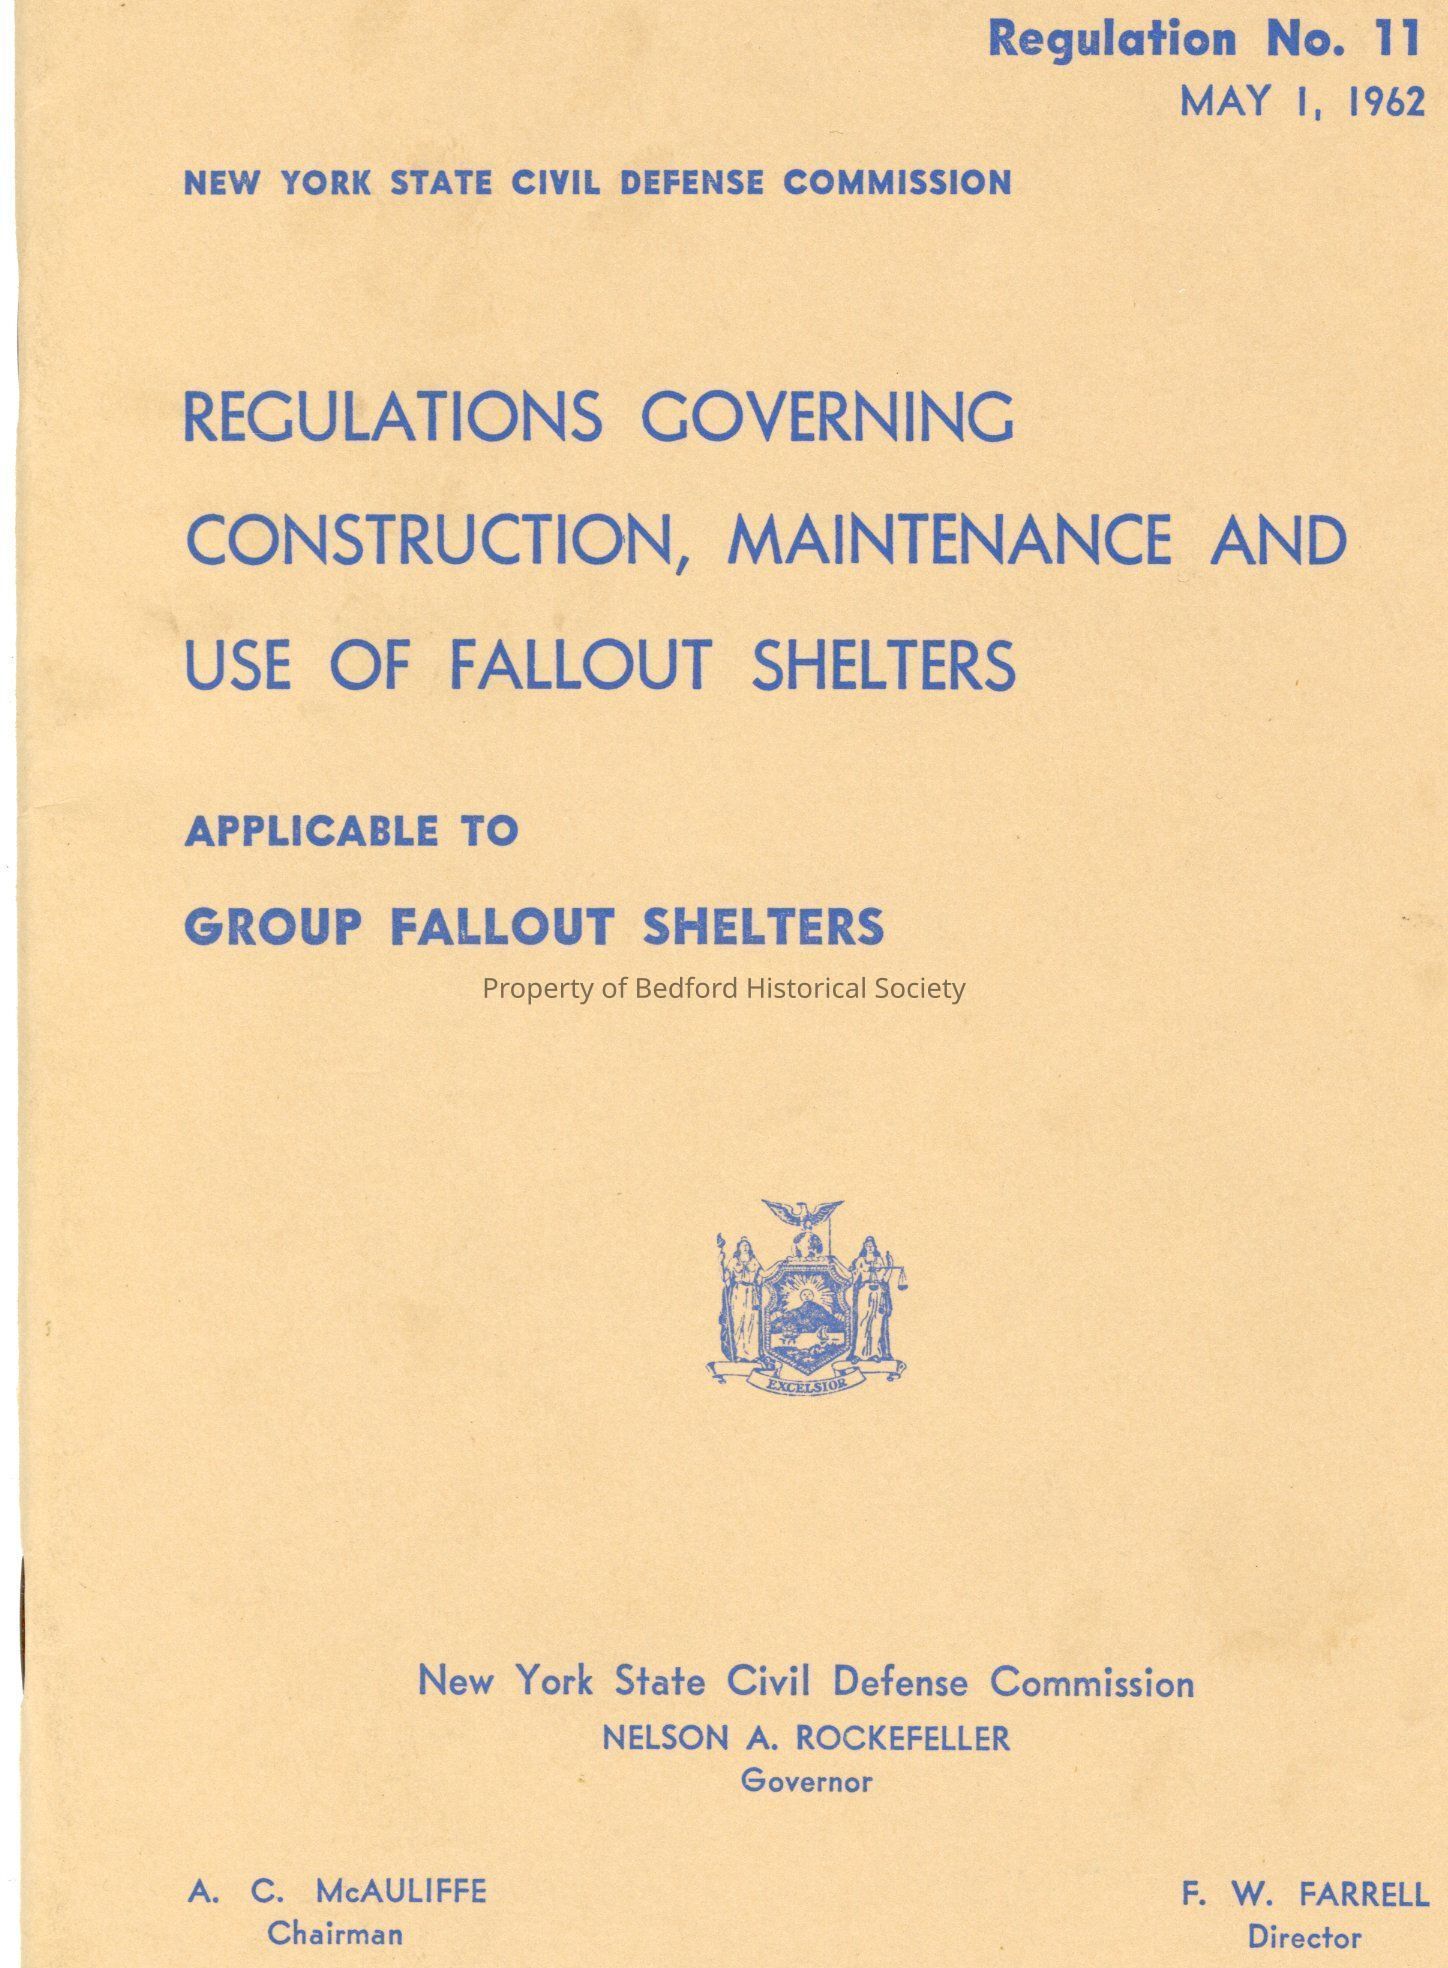 Regulation No. 11
MAY 1, 1962
NEW YORK STATE CIVIL DEFENSE COMMISSION
REGULATIONS GOVERNING
CONSTRUCTION, MAINTENANCE AND
USE OF FALLOUT SHELTERS
APPLICABLE TO
GROUP FALLOUT SHELTERS
Property of Bedford Historical Society
EXCELSIOR
New York State Civil Defense Commission
NELSON A. ROCKEFELLER
Governor
A. C. McAULIFFE
Chairman
F. W. FARRELL
Director